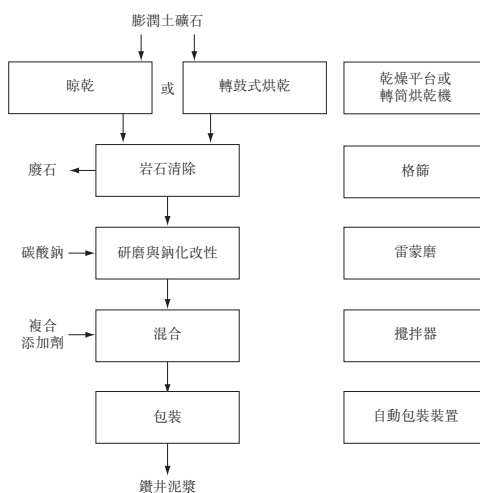 膨潤土礦石
晾乾
或
轉鼓式烘乾
乾燥平台或
轉筒烘乾機
廢石
岩石清除
格篩
碳酸鈉
研磨與鈉化改性
雷蒙磨
複合
添加劑
混合
攪拌器
包裝
自動包裝裝置
鑽井泥漿